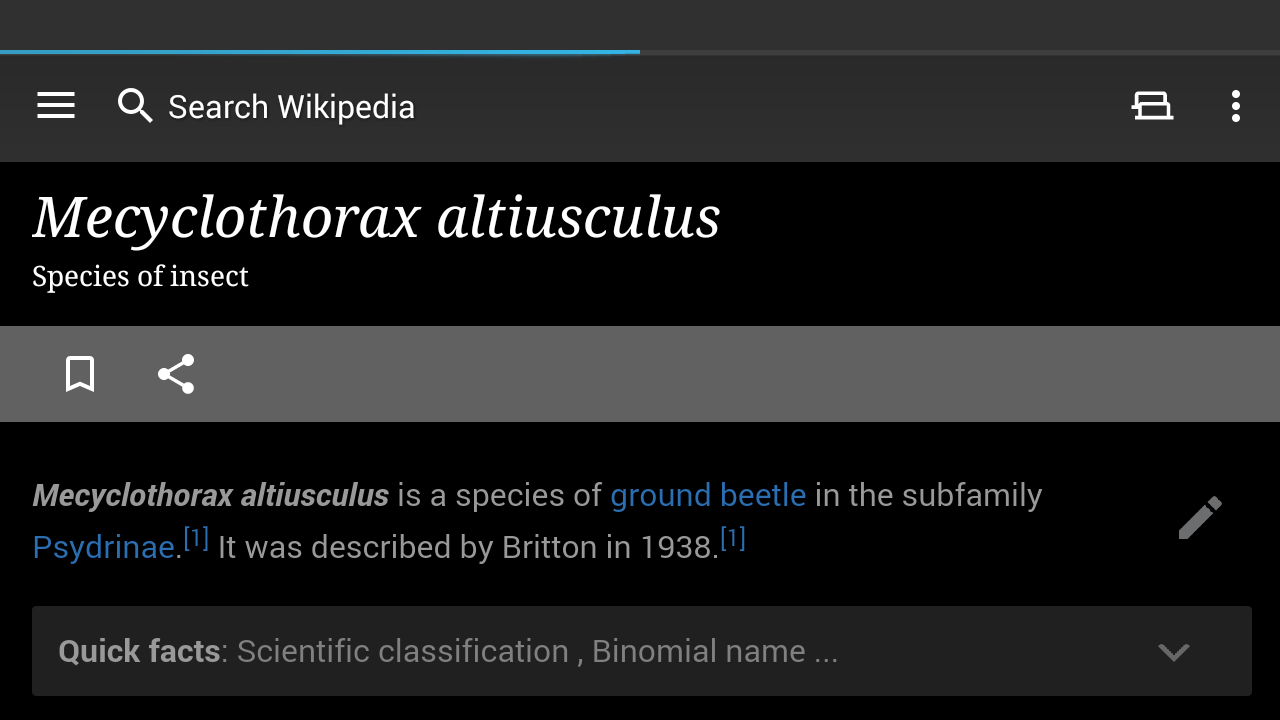 Search Wikipedia
Mecyclothorax altiusculus
Species of insect
Mecyclothorax altiusculus is a species of ground beetle in the subfamily
Psydrinae.[1] It was described by Britton in 1938.[1]
Quick facts: Scientific classification , Binomial name ...